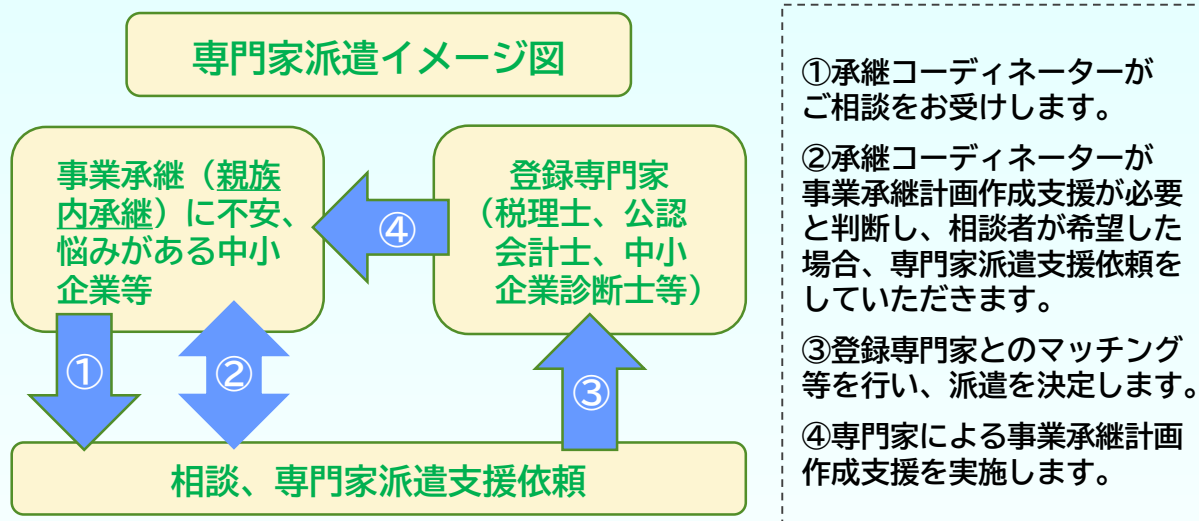 専門家派遣イメージ図
事業承継（親族
内承継）に不安、
悩みがある中小
企業等
登録専門家
（税理士、公認
会計士、中小
企業診断士等）
④
①
②
③
相談、専門家派遣支援依頼
①承継コーディネーターが
ご相談をお受けします。
②承継コーディネーターが
事業承継計画作成支援が必要
と判断し、相談者が希望した
場合、専門家派遣支援依頼を
していただきます。
③登録専門家とのマッチング
等を行い、派遣を決定します。
④専門家による事業承継計画
作成支援を実施します。